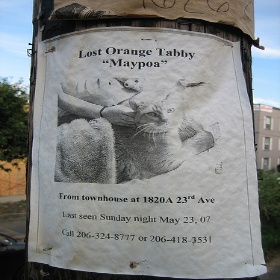 1626
Lost Orange Tabby
"Maypoa"
From townhouse at 1820A 23rd Ave
Last seen Sunday night May 23, 07
Call 206-324-8777 or 206-418-3531